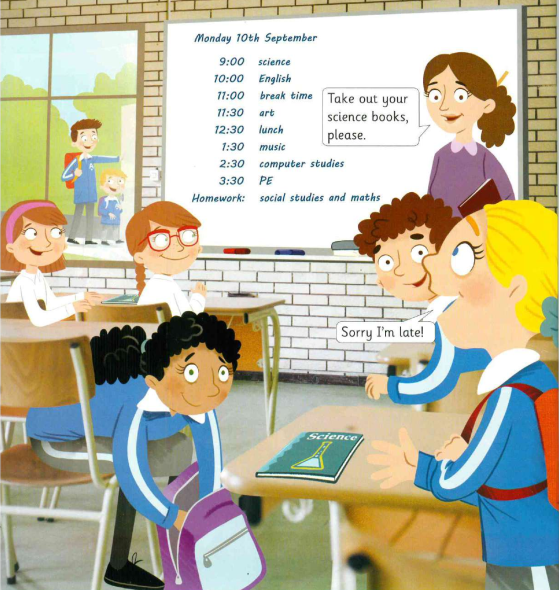 Monday 10th September
9:00 science
10:00 English
11:00 break time
11:30 art
12:30 lunch
1:30 music
2:30 computer studies
3:30 PE
Homework: social studies and maths
Take out your
science books,
please.
Sorry I'm late!
Science